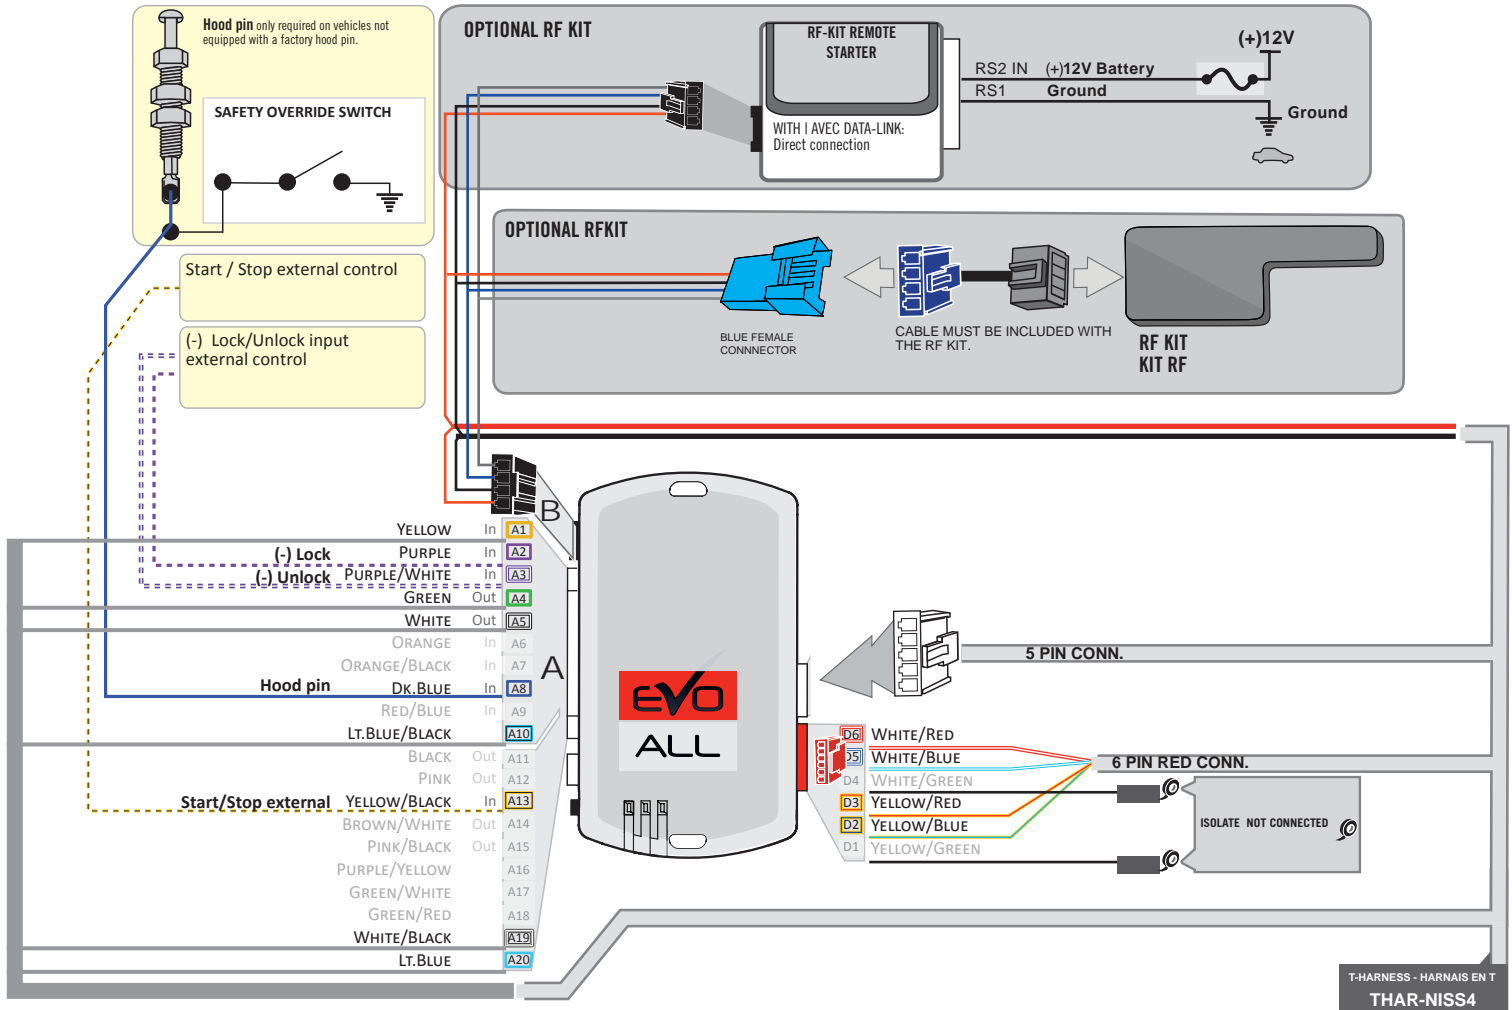 Hood pin only required on vehicles not
equipped with a factory hood pin.
SAFETY OVERRIDE SWITCH
OPTIONAL RF KIT
RF-KIT REMOTE
STARTER
WITH | AVEC DATA-LINK:
Direct connection
RS2 IN (+)12V Battery
RS1 Ground
(+)12V
Ground
Start / Stop external control
(-) Lock/Unlock input
external control
OPTIONAL RFKIT
BLUE FEMALE
CONNNECTOR
CABLE MUST BE INCLUDED WITH
THE RF KIT.
RF KIT
KIT RF
B
A
YELLOW In A1
(-) Lock PURPLE In A2
(-) Unlock PURPLE/WHITE In A3
GREEN Out A4
WHITE Out A5
ORANGE In A6
ORANGE/BLACK In A7
Hood pin DK.BLUE In A8
RED/BLUE In A9
LT.BLUE/BLACK A10
BLACK Out A11
PINK Out A12
Start/Stop external YELLOW/BLACK In A13
BROWN/WHITE Out A14
PINK/BLACK Out A15
PURPLE/YELLOW A16
GREEN/WHITE A17
GREEN/RED A18
WHITE/BLACK A19
LT.BLUE A20
EVO
ALL
5 PIN CONN.
D6 WHITE/RED
D5 WHITE/BLUE
D4 WHITE/GREEN
D3 YELLOW/RED
D2 YELLOW/BLUE
D1 YELLOW/GREEN
6 PIN RED CONN.
ISOLATE NOT CONNECTED
T-HARNESS - HARNAIS EN T
THAR-NISS4